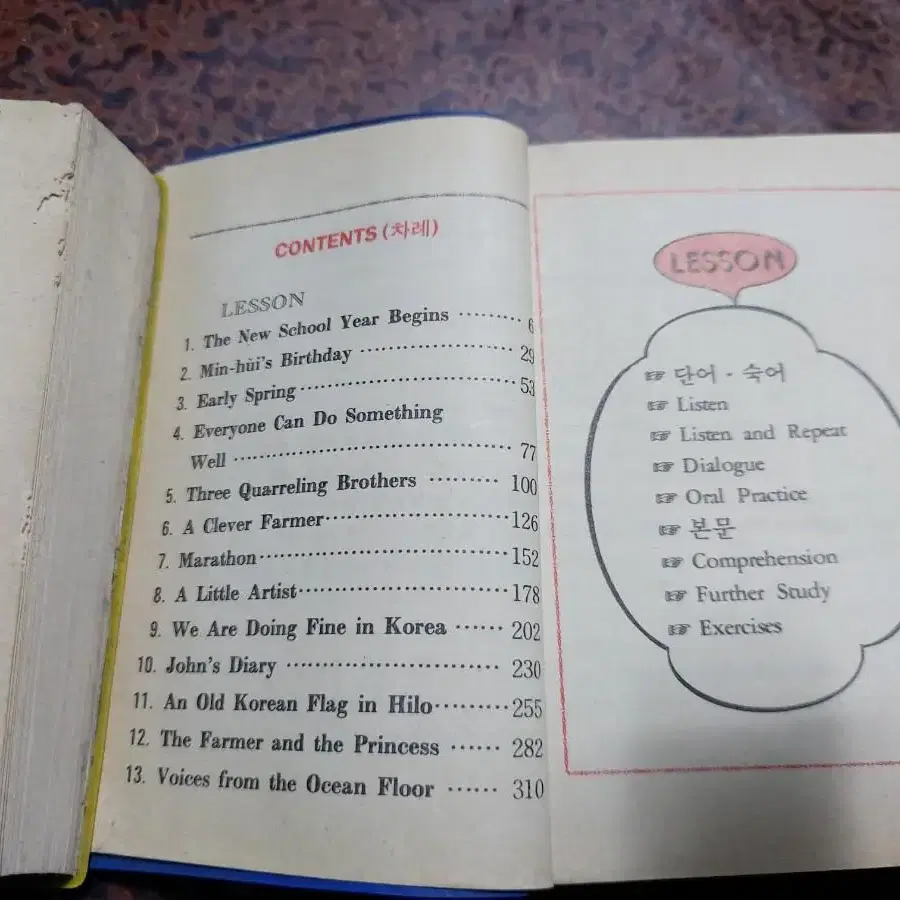 CONTENTS (차례)
LESSON
1. The New School Year Begins ········· 6
2. Min-hŭi's Birthday ···················· 29
3. Early Spring ····························· 53
4. Everyone Can Do Something
Well ······································ 77
5. Three Quarreling Brothers ········· 100
6. A Clever Farmer ························ 126
7. Marathon ································ 152
8. A Little Artist ··························· 178
9. We Are Doing Fine in Korea ······ 202
10. John's Diary ··························· 230
11. An Old Korean Flag in Hilo ········· 255
12. The Farmer and the Princess ······ 282
13. Voices from the Ocean Floor ······ 310
LESSON
☞ 단어·숙어
☞ Listen
☞ Listen and Repeat
☞ Dialogue
☞ Oral Practice
☞ 본문
☞ Comprehension
☞ Further Study
☞ Exercises